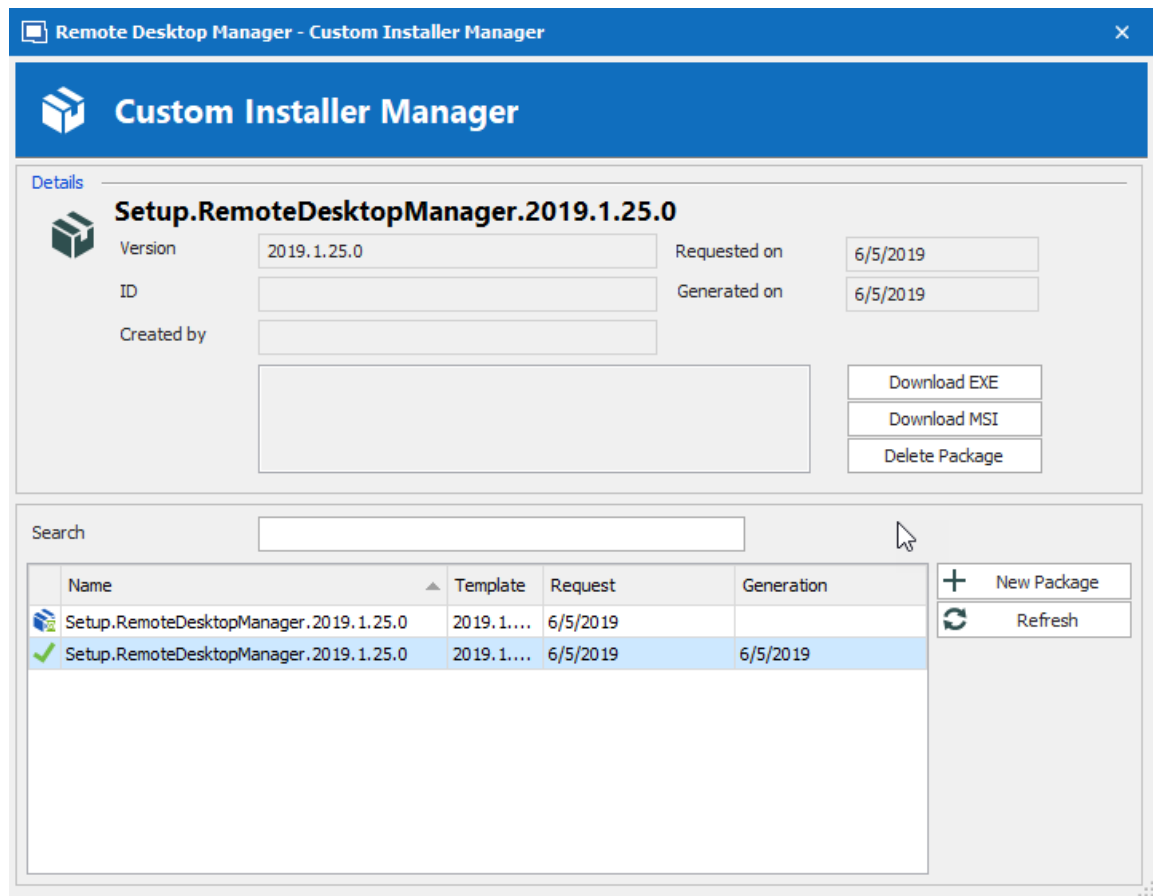 Remote Desktop Manager - Custom Installer Manager
Custom Installer Manager
Details
Setup.RemoteDesktopManager.2019.1.25.0
Version 2019.1.25.0 Requested on 6/5/2019
ID Generated on 6/5/2019
Created by
Download EXE
Download MSI
Delete Package
Search
Name Template Request Generation
New Package
Setup.RemoteDesktopManager.2019.1.25.0 2019.1.... 6/5/2019
Refresh
Setup.RemoteDesktopManager.2019.1.25.0 2019.1.... 6/5/2019 6/5/2019